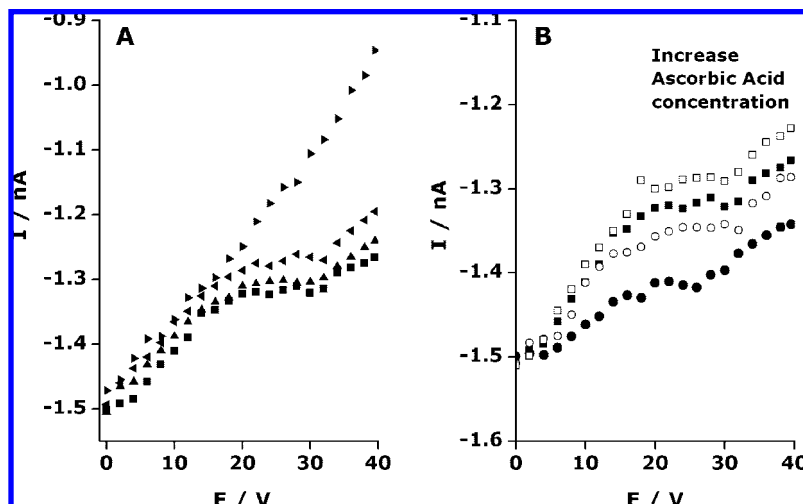 A
-0.9
-1.0
-1.1
-1.2
-1.3
-1.4
-1.5
I / nA
0 10 20 30 40
E / V
B
Increase
Ascorbic Acid
concentration
-1.1
-1.2
-1.3
-1.4
-1.5
-1.6
I / nA
0 10 20 30 40
E / V